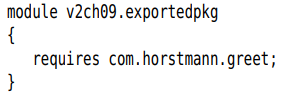 module v2ch09.exportedpkg
{
   requires com.horstmann.greet;
}